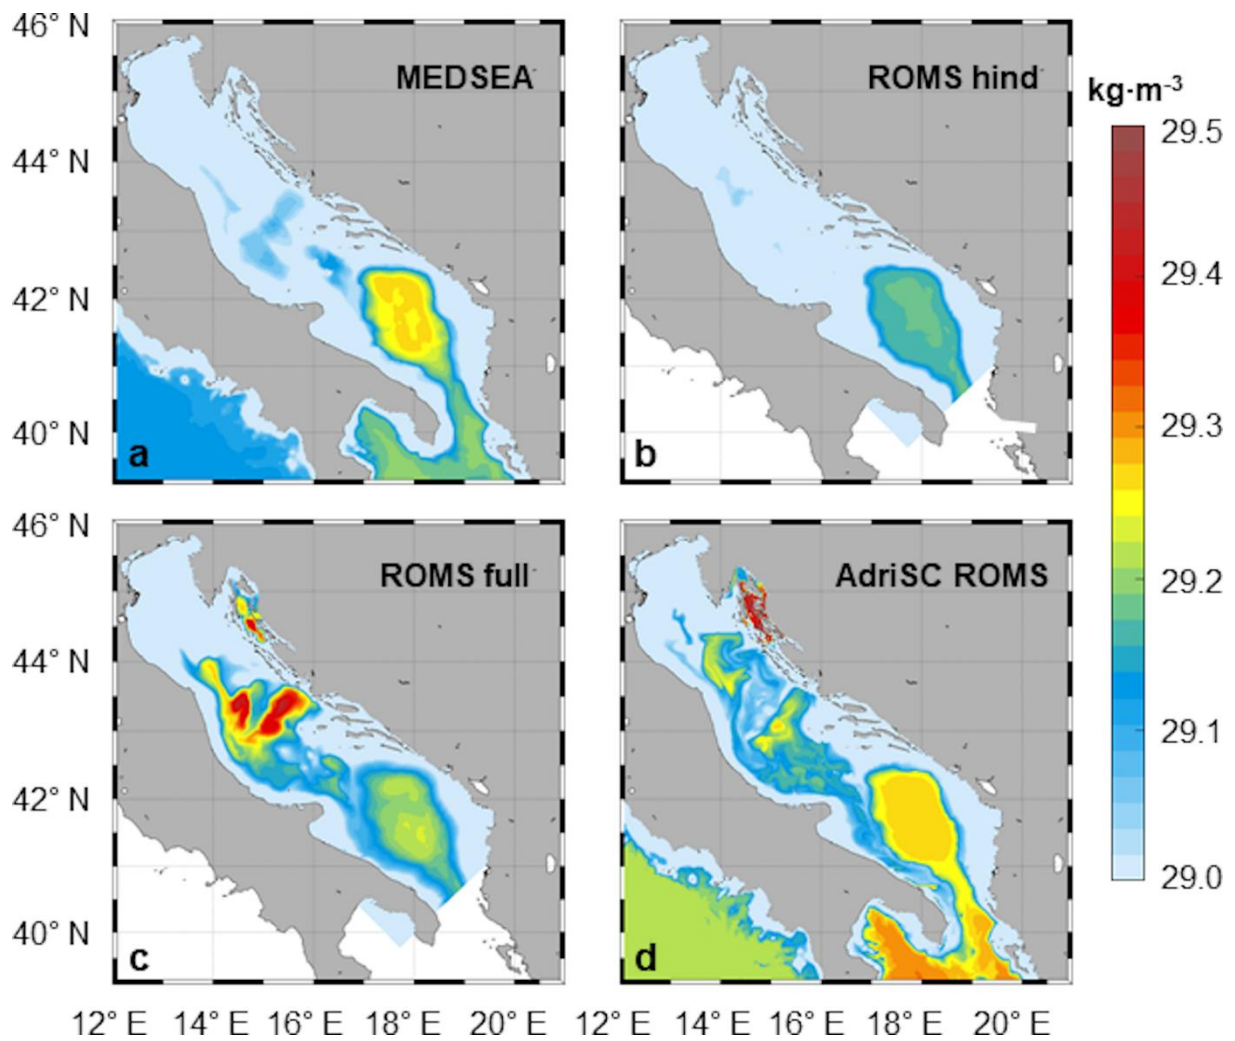 46° N
44° N
42° N
40° N
MEDSEA
a
ROMS hind
b
kg·m-3
29.5
29.4
29.3
29.2
29.1
29.0
46° N
44° N
42° N
40° N
ROMS full
c
AdriSC ROMS
d
12° E 14° E 16° E 18° E 20° E
12° E 14° E 16° E 18° E 20° E